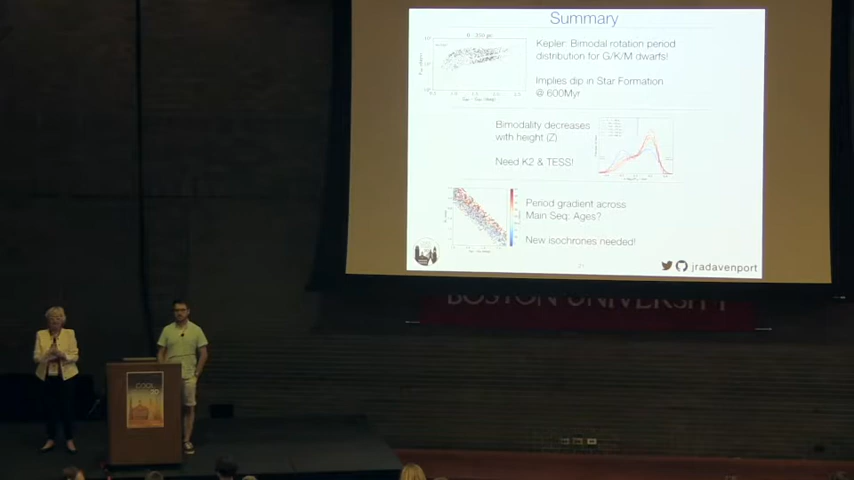 Summary
Kepler: Bimodal rotation period
distribution for G/K/M dwarfs!
Implies dip in Star Formation
@ 600Myr
Bimodality decreases
with height (Z)
Need K2 & TESS!
Period gradient across
Main Seq: Ages?
New isochrones needed!
jradavenport
BOSTON UNIVERSITY
COOL